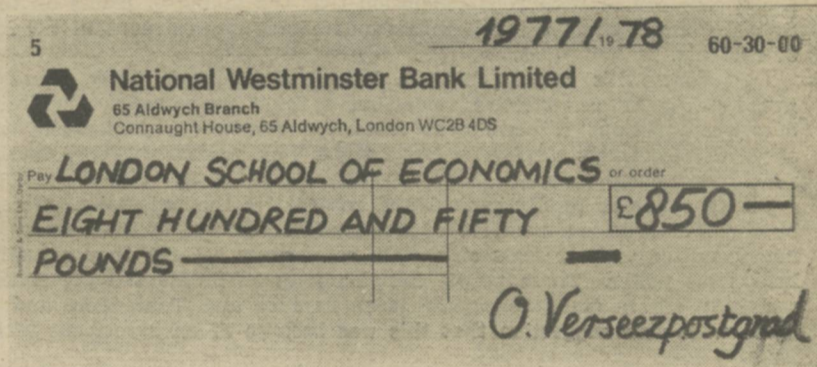 5
1977/19 78
60-30-00
National Westminster Bank Limited
65 Aldwych Branch
Connaught House, 65 Aldwych, London WC2B 4DS
Pay LONDON SCHOOL OF ECONOMICS or order
EIGHT HUNDRED AND FIFTY
£850—
POUNDS
O. Verseezpostgrad